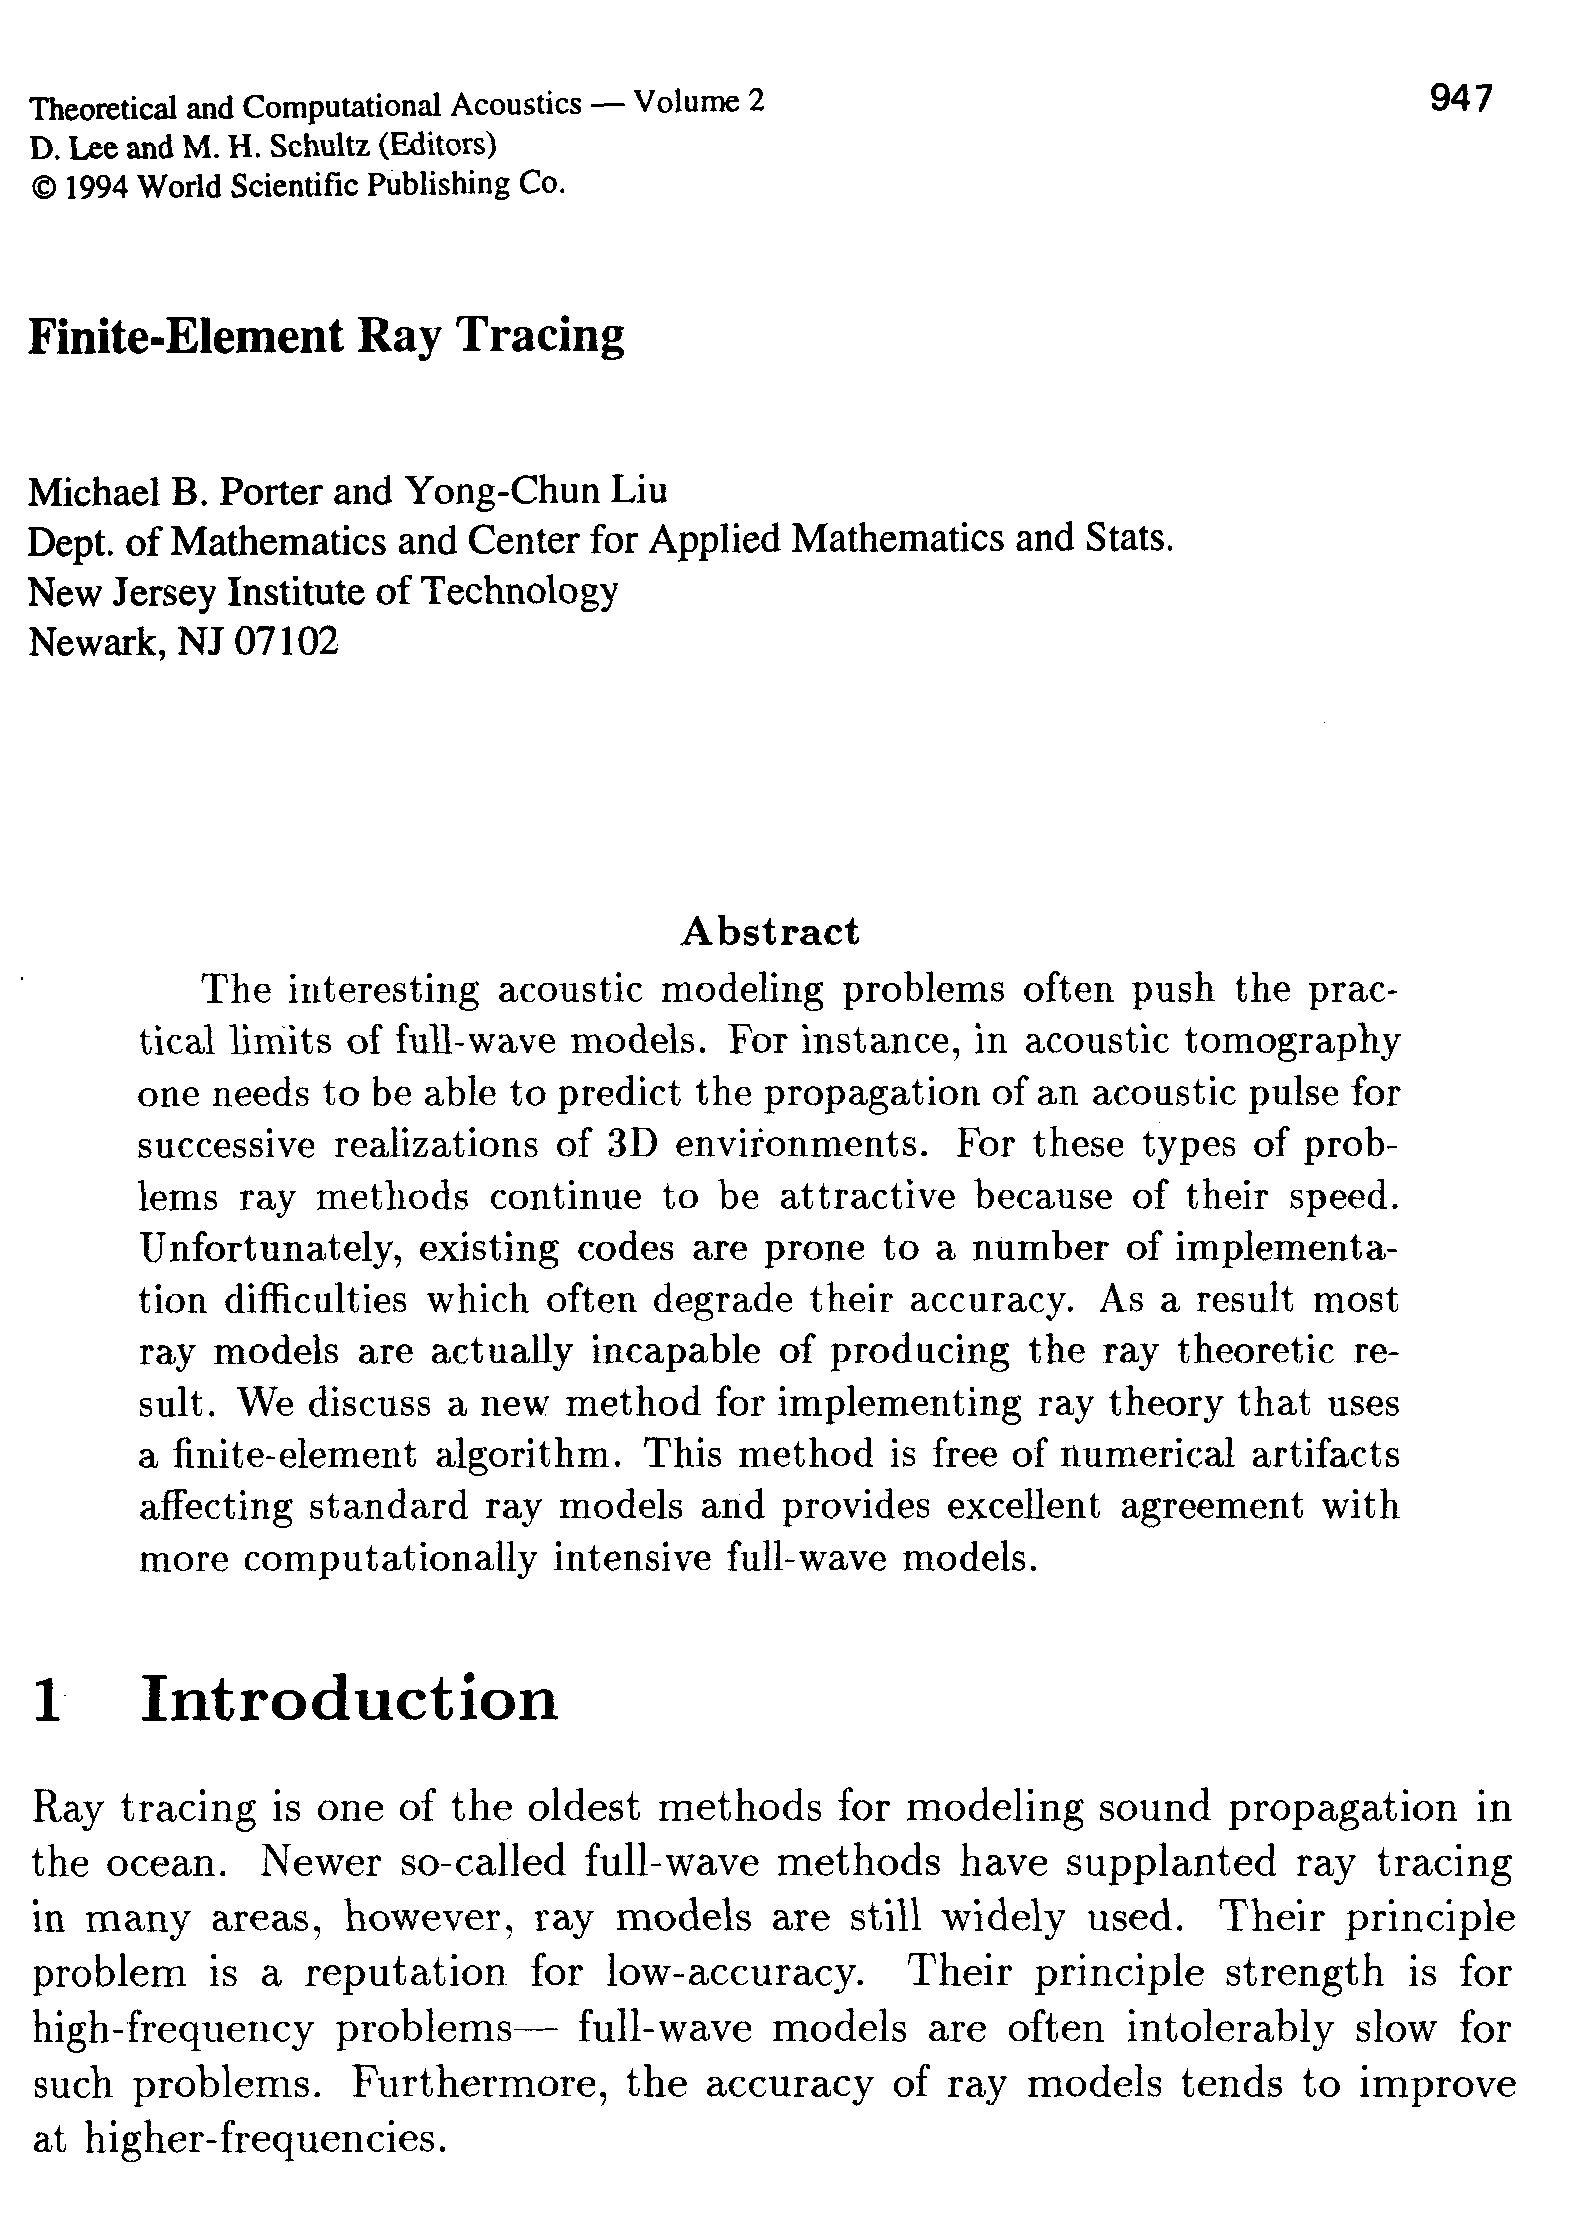 Theoretical and Computational Acoustics — Volume 2
947
D. Lee and M. H. Schultz (Editors)
© 1994 World Scientific Publishing Co.
Finite-Element Ray Tracing
Michael B. Porter and Yong-Chun Liu
Dept. of Mathematics and Center for Applied Mathematics and Stats.
New Jersey Institute of Technology
Newark, NJ 07102
Abstract
The interesting acoustic modeling problems often push the prac-
tical limits of full-wave models. For instance, in acoustic tomography
one needs to be able to predict the propagation of an acoustic pulse for
successive realizations of 3D environments. For these types of prob-
lems ray methods continue to be attractive because of their speed.
Unfortunately, existing codes are prone to a number of implementa-
tion difficulties which often degrade their accuracy. As a result most
ray models are actually incapable of producing the ray theoretic re-
sult. We discuss a new method for implementing ray theory that uses
a finite-element algorithm. This method is free of numerical artifacts
affecting standard ray models and provides excellent agreement with
more computationally intensive full-wave models.
1 Introduction
Ray tracing is one of the oldest methods for modeling sound propagation in
the ocean. Newer so-called full-wave methods have supplanted ray tracing
in many areas, however, ray models are still widely used. Their principle
problem is a reputation for low-accuracy. Their principle strength is for
high-frequency problems— full-wave models are often intolerably slow for
such problems. Furthermore, the accuracy of ray models tends to improve
at higher-frequencies.